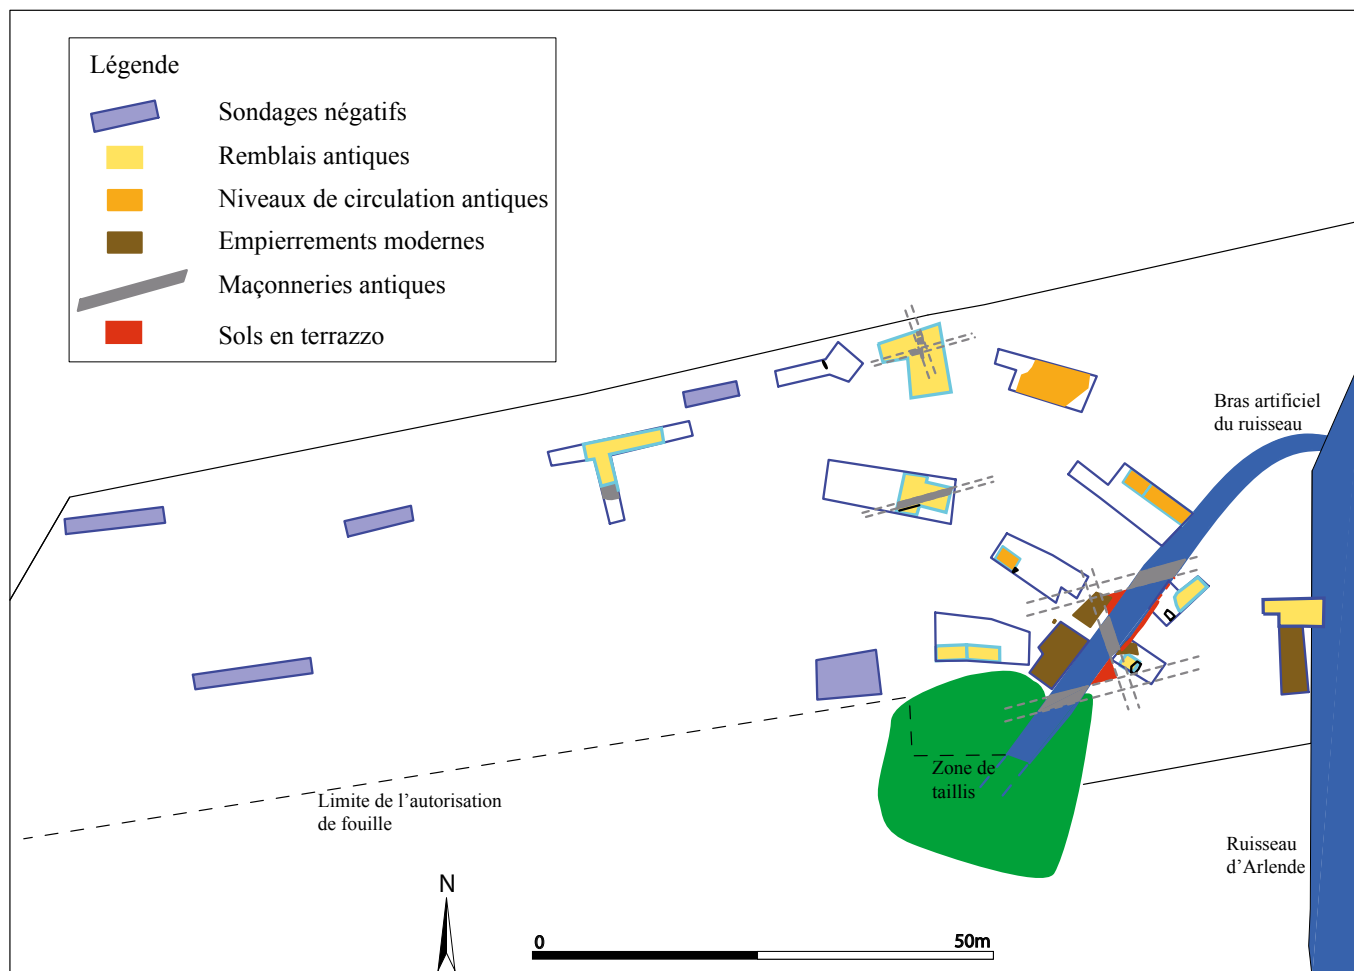 Légende
Sondages négatifs
Remblais antiques
Niveaux de circulation antiques
Empierrements modernes
Maçonneries antiques
Sols en terrazzo
Bras artificiel
du ruisseau
Zone de
taillis
Limite de l'autorisation
de fouille
Ruisseau
d'Arlende
N
0
50m